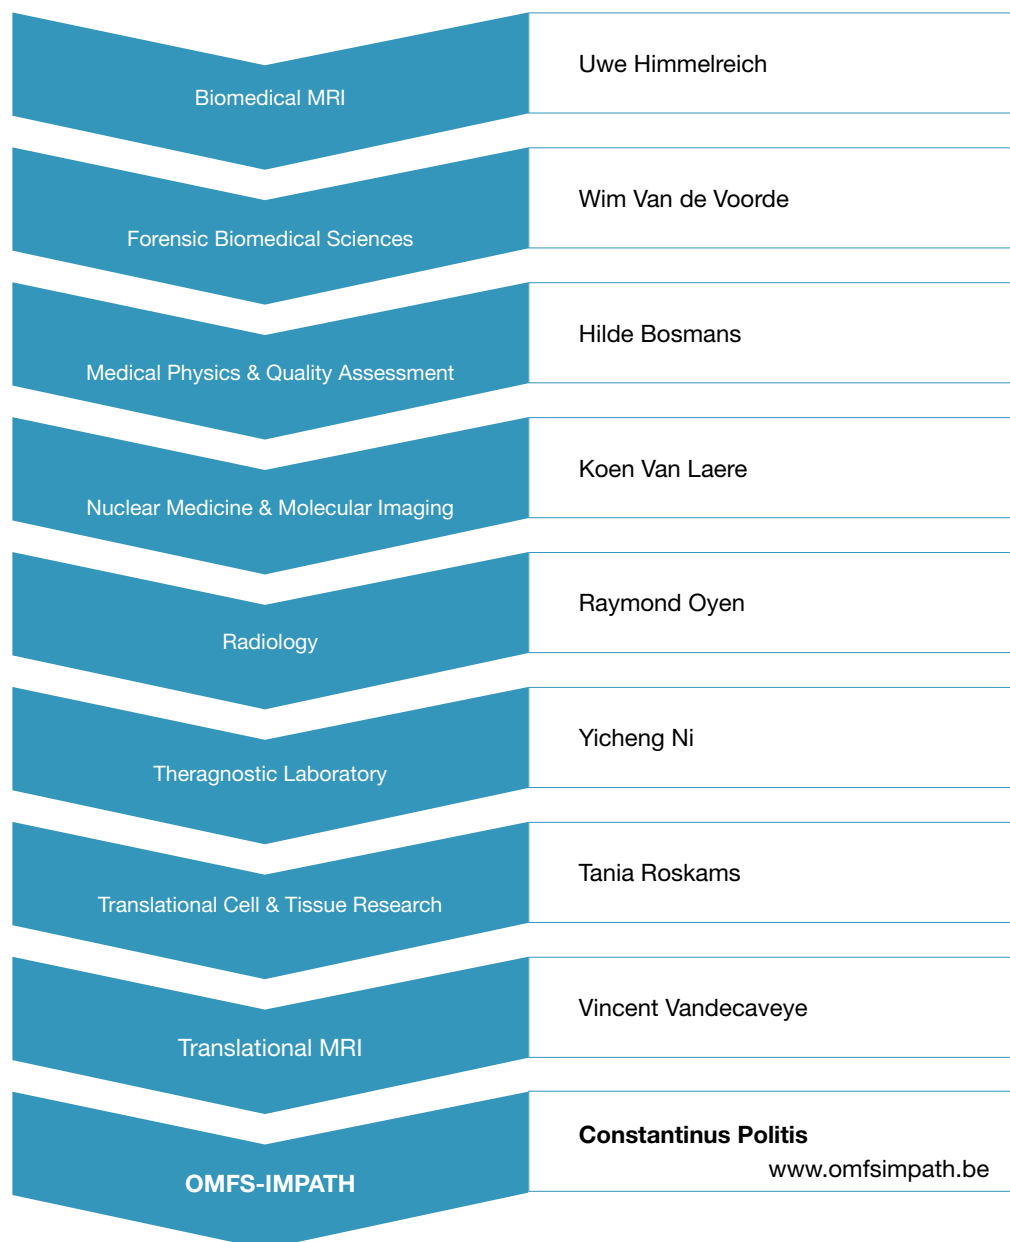 Biomedical MRI
Uwe Himmelreich
Forensic Biomedical Sciences
Wim Van de Voorde
Medical Physics & Quality Assessment
Hilde Bosmans
Nuclear Medicine & Molecular Imaging
Koen Van Laere
Radiology
Raymond Oyen
Theragnostic Laboratory
Yicheng Ni
Translational Cell & Tissue Research
Tania Roskams
Translational MRI
Vincent Vandecaveye
OMFS-IMPATH
Constantinus Politis
www.omfsimpath.be